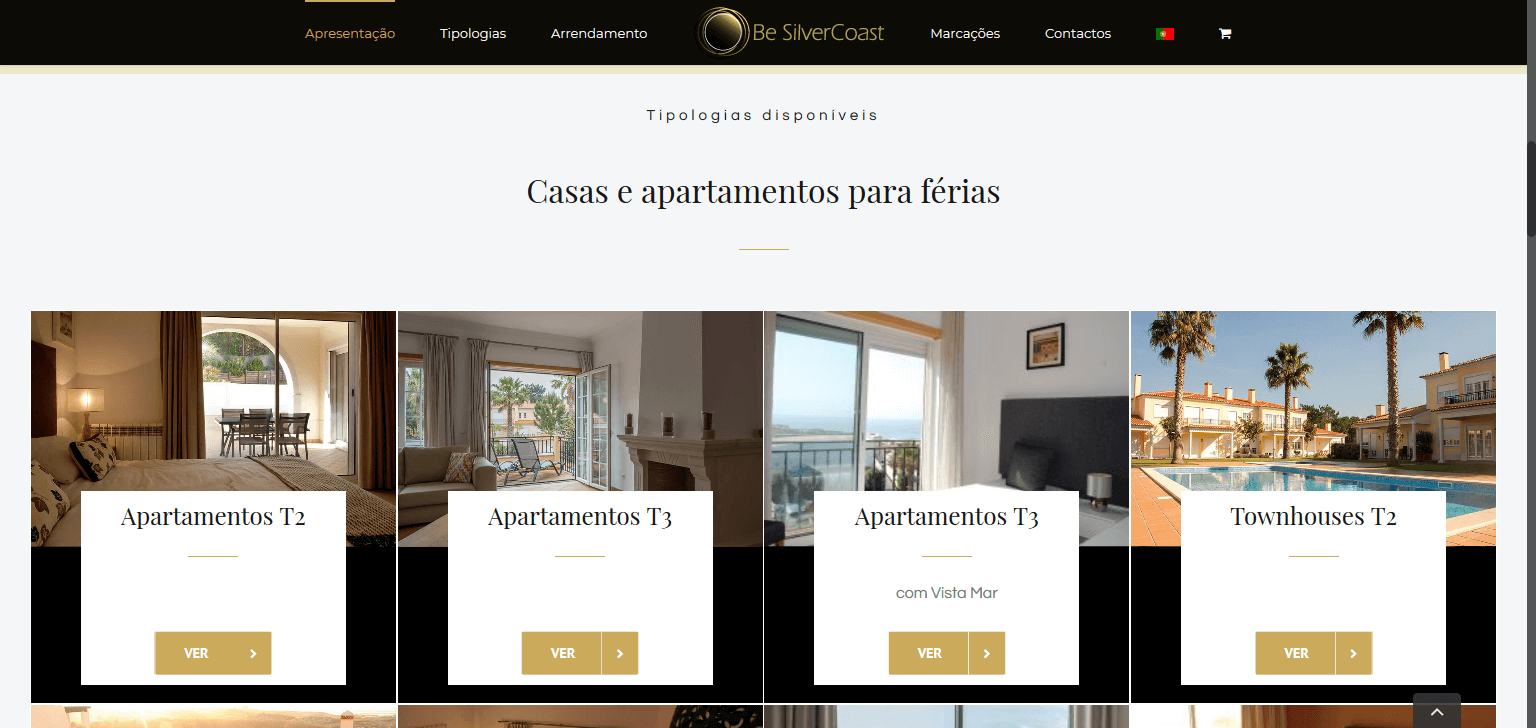 Apresentação Tipologias Arrendamento Be SilverCoast Marcações Contactos
Tipologias disponíveis
Casas e apartamentos para férias
Apartamentos T2
VER
Apartamentos T3
VER
Apartamentos T3
com Vista Mar
VER
Townhouses T2
VER